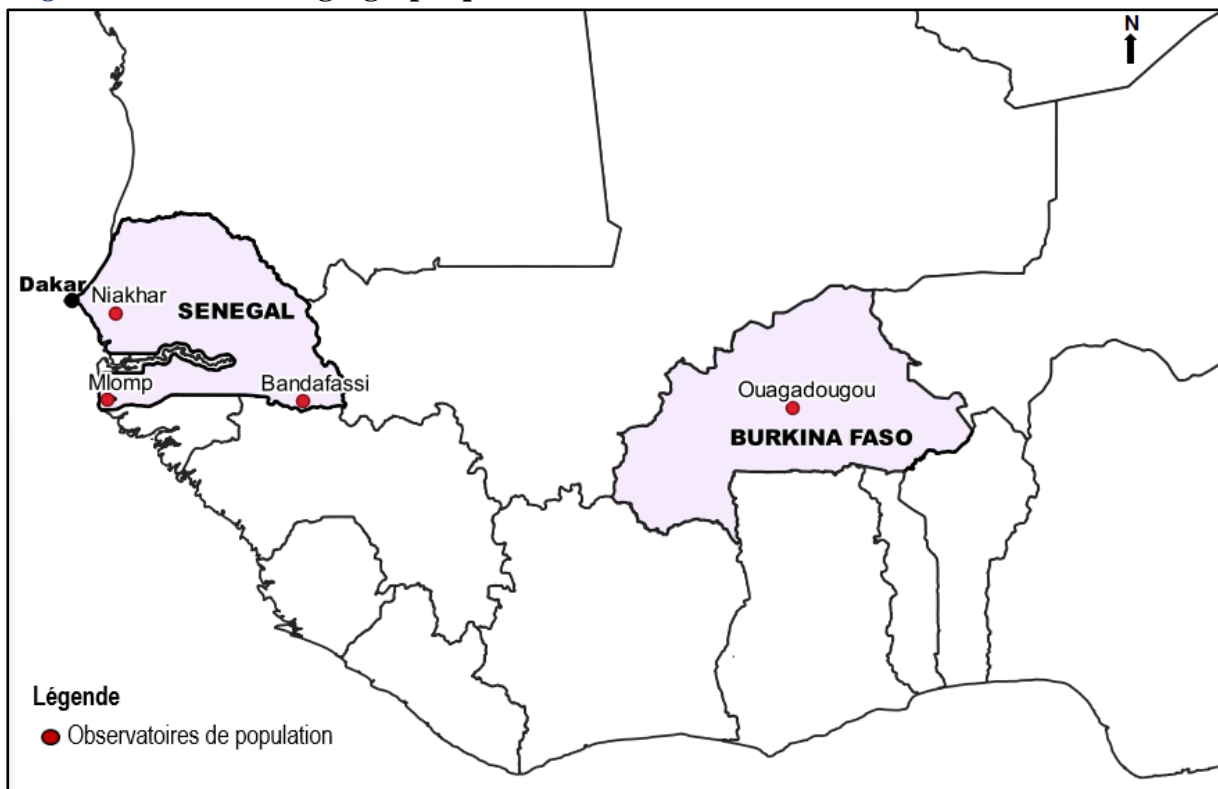 N
Dakar
Niakhar
SENEGAL
Mlomp
Bandafassi
Ouagadougou
BURKINA FASO
Légende
Observatoires de population